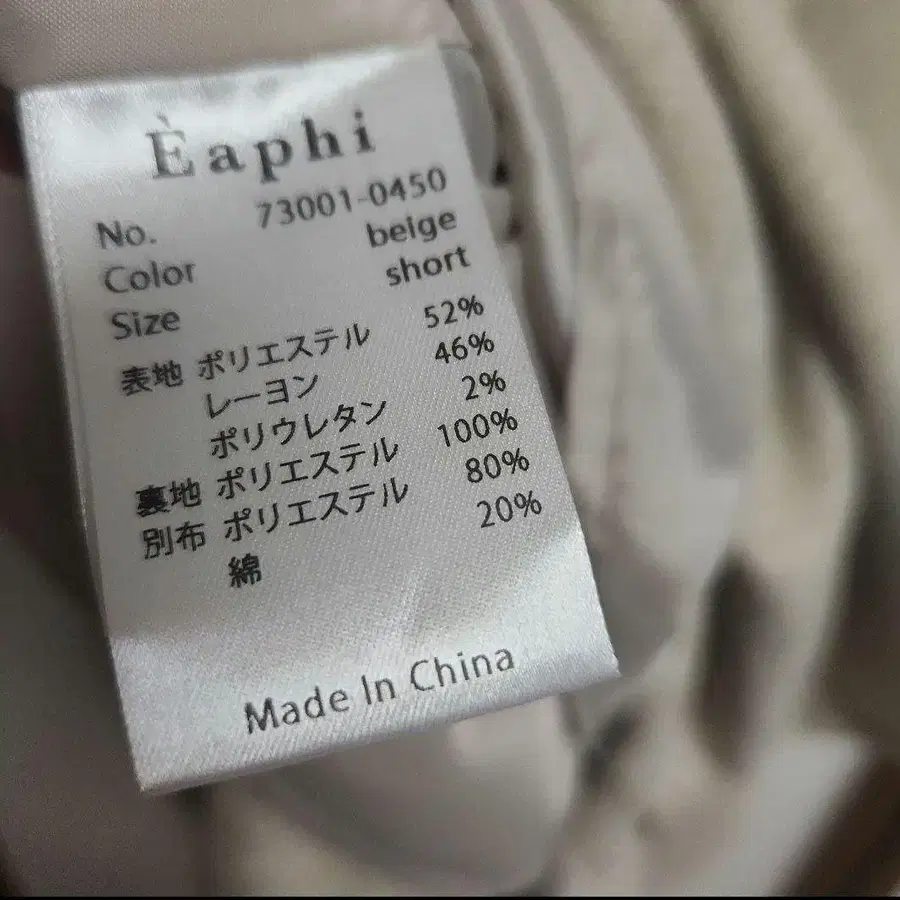 Èaphi
No. 73001-0450
Color beige
Size short
表地 ポリエステル 52%
レーヨン 46%
ポリウレタン 2%
裏地 ポリエステル 100%
別布 ポリエステル 80%
綿 20%
Made In China